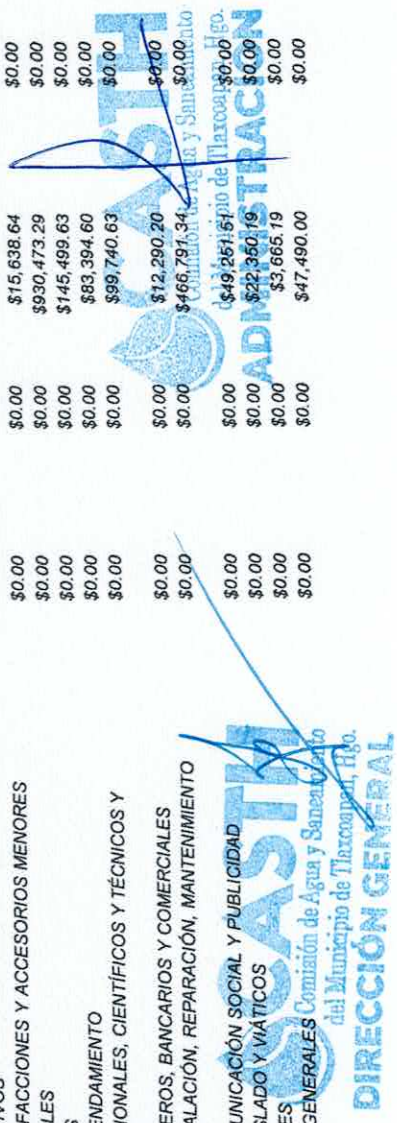 FACCIONES Y ACCESORIOS MENORES $0.00 $0.00 $15,638.64 $0.00
LES $0.00 $0.00 $930,473.29 $0.00
S $0.00 $0.00 $145,499.63 $0.00
NDAMIENTO $0.00 $0.00 $83,394.60 $0.00
IONALES, CIENTÍFICOS Y TÉCNICOS Y $0.00 $0.00 $99,740.63 $0.00
EROS, BANCARIOS Y COMERCIALES $0.00 $0.00 $12,290.20 $0.00
ALACIÓN, REPARACIÓN, MANTENIMIENTO $0.00 $0.00 $466,791.34 $0.00
UNICACIÓN SOCIAL Y PUBLICIDAD $0.00 $0.00 $49,251.51 $0.00
SLADO Y VIÁTICOS $0.00 $0.00 $22,350.19 $0.00
ES $0.00 $0.00 $3,665.19 $0.00
GENERALES $0.00 $0.00 $47,490.00 $0.00
CASTH
Comisión de Agua y Saneamiento
del Municipio de Tlaxcoapan, Hgo.
DIRECCIÓN GENERAL
CASTH
Comisión de Agua y Saneamiento
del Municipio de Tlaxcoapan, Hgo.
ADMINISTRACIÓN